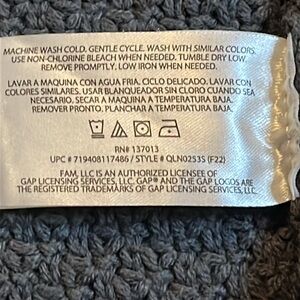 MACHINE WASH COLD. GENTLE CYCLE. WASH WITH SIMILAR COLORS.
USE NON-CHLORINE BLEACH WHEN NEEDED. TUMBLE DRY LOW.
REMOVE PROMPTLY. LOW IRON WHEN NEEDED.
LAVAR A MAQUINA CON AGUA FRIA. CICLO DELICADO. LAVAR CON
COLORES SIMILARES. USAR BLANQUEADOR SIN CLORO CUANDO SEA
NECESARIO. SECAR A MAQUINA A TEMPERATURA BAJA.
REMOVER PRONTO. PLANCHAR A TEMPERATURA BAJA.
RN# 137013
UPC # 719408117486 / STYLE # QLN0253S (F22)
FAM, LLC IS AN AUTHORIZED LICENSEE OF
GAP LICENSING SERVICES, LLC. GAP® AND THE GAP LOGOS ARE
THE REGISTERED TRADEMARKS OF GAP LICENSING SERVICES, LLC.